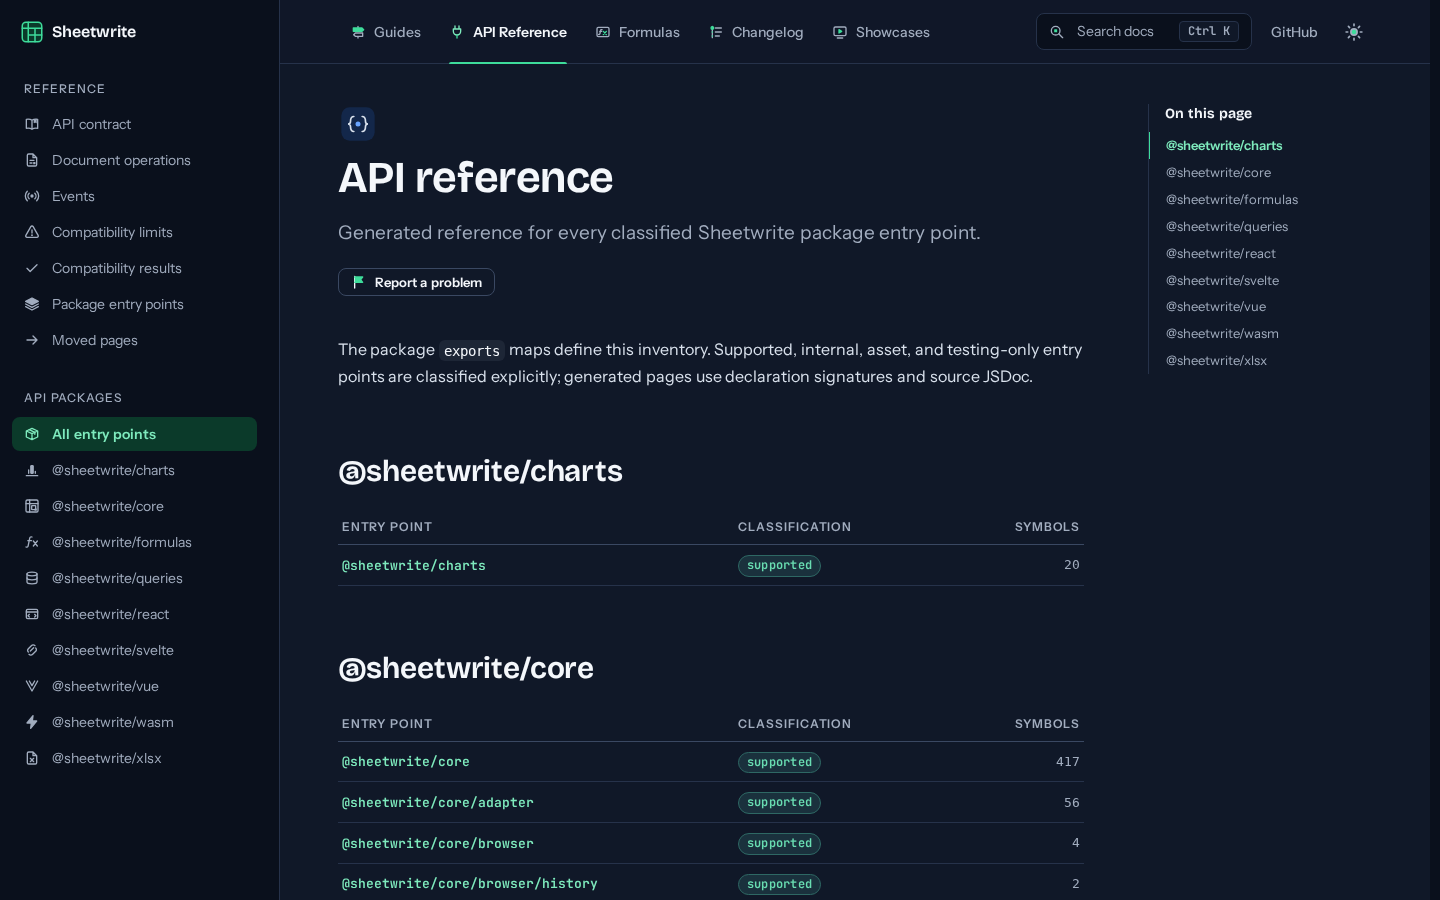 Sheetwrite
Guides
API Reference
Formulas
Changelog
Showcases
Search docs
Ctrl K
GitHub
REFERENCE
API contract
Document operations
Events
Compatibility limits
Compatibility results
Package entry points
Moved pages
API PACKAGES
All entry points
@sheetwrite/charts
@sheetwrite/core
@sheetwrite/formulas
@sheetwrite/queries
@sheetwrite/react
@sheetwrite/svelte
@sheetwrite/vue
@sheetwrite/wasm
@sheetwrite/xlsx
API reference
Generated reference for every classified Sheetwrite package entry point.
Report a problem
The package exports maps define this inventory. Supported, internal, asset, and testing-only entry
points are classified explicitly; generated pages use declaration signatures and source JSDoc.
@sheetwrite/charts
ENTRY POINT CLASSIFICATION SYMBOLS
@sheetwrite/charts supported 20
@sheetwrite/core
ENTRY POINT CLASSIFICATION SYMBOLS
@sheetwrite/core supported 417
@sheetwrite/core/adapter supported 56
@sheetwrite/core/browser supported 4
@sheetwrite/core/browser/history supported 2
On this page
@sheetwrite/charts
@sheetwrite/core
@sheetwrite/formulas
@sheetwrite/queries
@sheetwrite/react
@sheetwrite/svelte
@sheetwrite/vue
@sheetwrite/wasm
@sheetwrite/xlsx